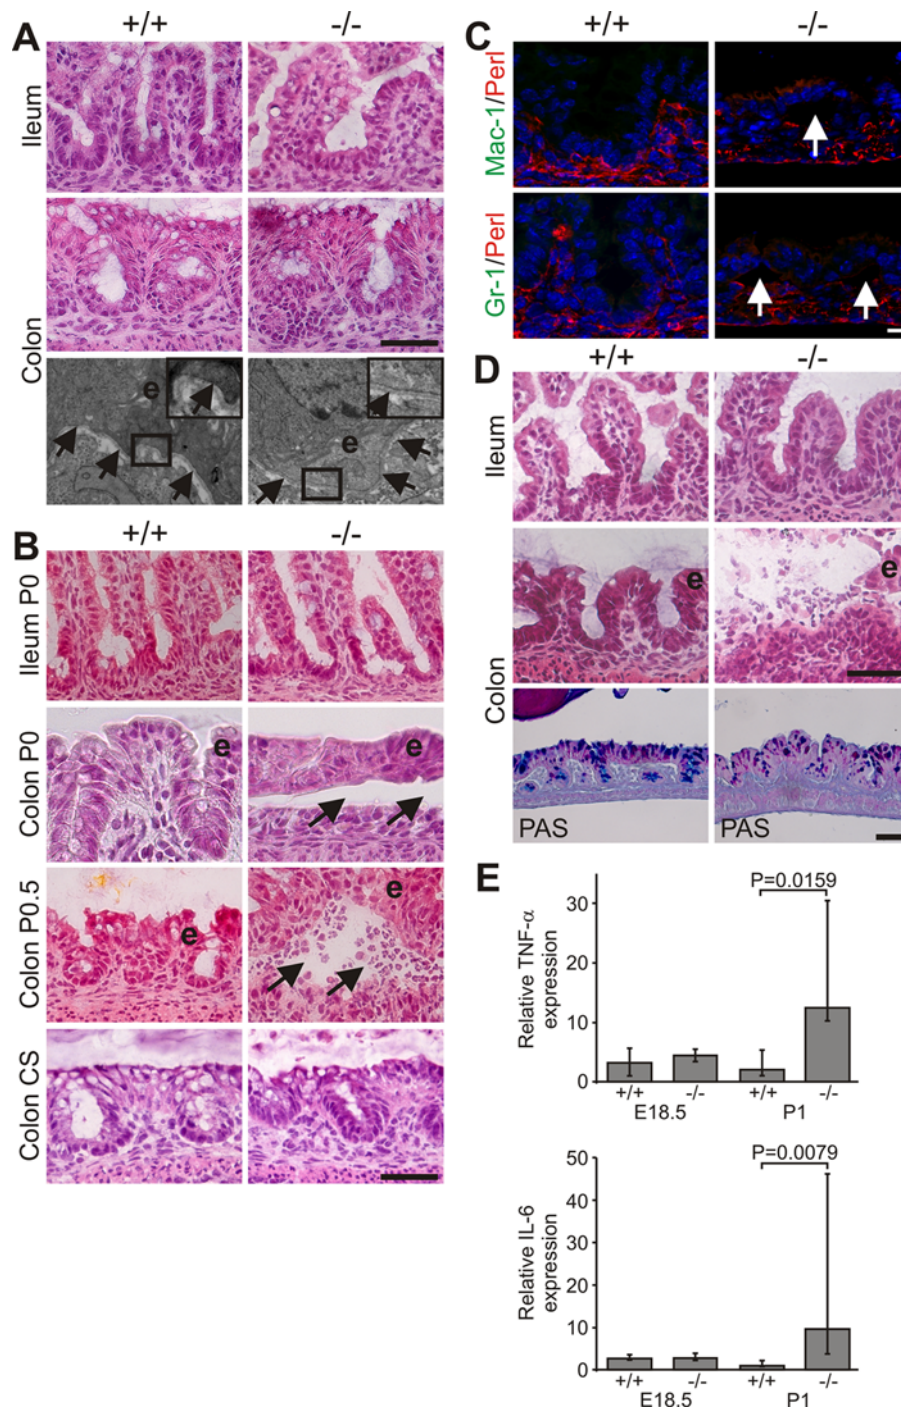 A
+/+
-/-
Ileum
Colon
e
e
B
+/+
-/-
Ileum P0
Colon P0
e
e
Colon P0.5
e
e
Colon CS
C
+/+
-/-
Mac-1/Perl
Gr-1/Perl
D
+/+
-/-
Ileum
Colon
e
e
PAS
PAS
E
Relative TNF-α
expression
30
20
10
0
P=0.0159
+/+
-/-
+/+
-/-
E18.5
P1
Relative IL-6
expression
50
40
30
20
10
0
P=0.0079
+/+
-/-
+/+
-/-
E18.5
P1